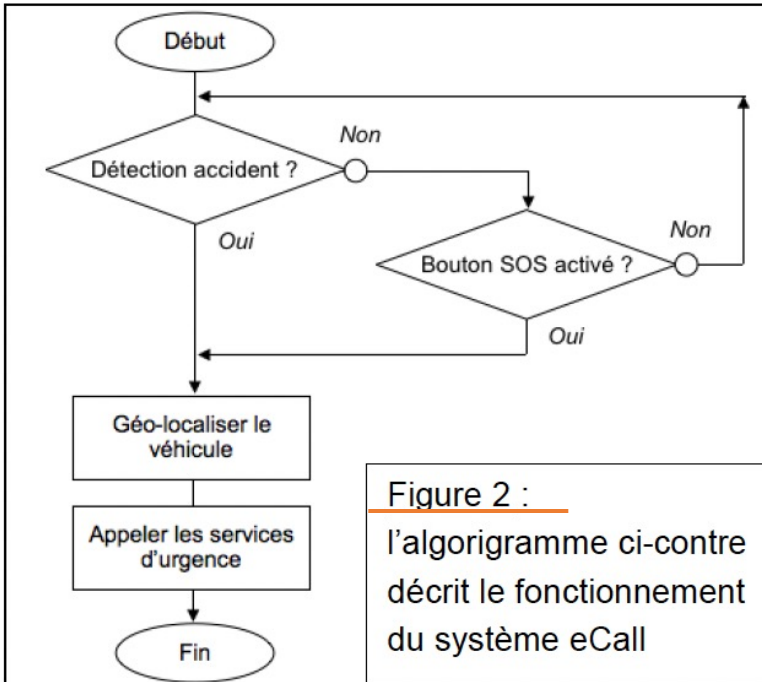 Début
Non
Détection accident ?
Oui
Non
Bouton SOS activé ?
Oui
Géo-localiser le
véhicule
Appeler les services
d'urgence
Fin
Figure 2 :
l'algorigramme ci-contre
décrit le fonctionnement
du système eCall